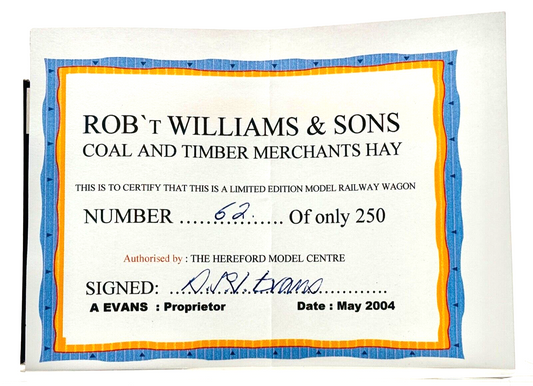 ROB`T WILLIAMS & SONS
COAL AND TIMBER MERCHANTS HAY
THIS IS TO CERTIFY THAT THIS IS A LIMITED EDITION MODEL RAILWAY WAGON
NUMBER ...62............. Of only 250
Authorised by : THE HEREFORD MODEL CENTRE
SIGNED: ... Evans ............
A EVANS : Proprietor Date : May 2004